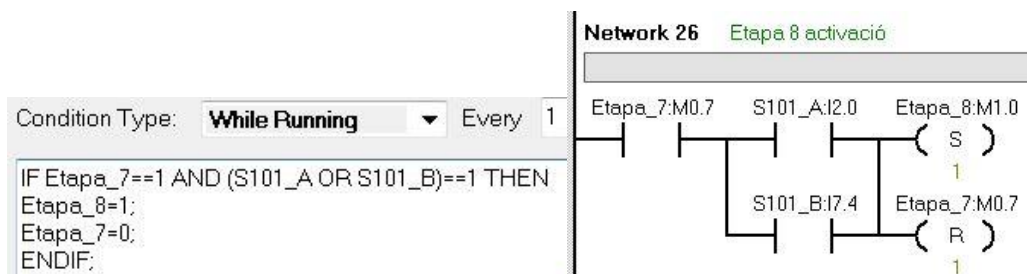 Condition Type: While Running Every 1
IF Etapa_7==1 AND (S101_A OR S101_B)==1 THEN
Etapa_8=1;
Etapa_7=0;
ENDIF;
Network 26 Etapa 8 activació
Etapa_7:M0.7 S101_A:I2.0 Etapa_8:M1.0
S
1
S101_B:I7.4 Etapa_7:M0.7
R
1